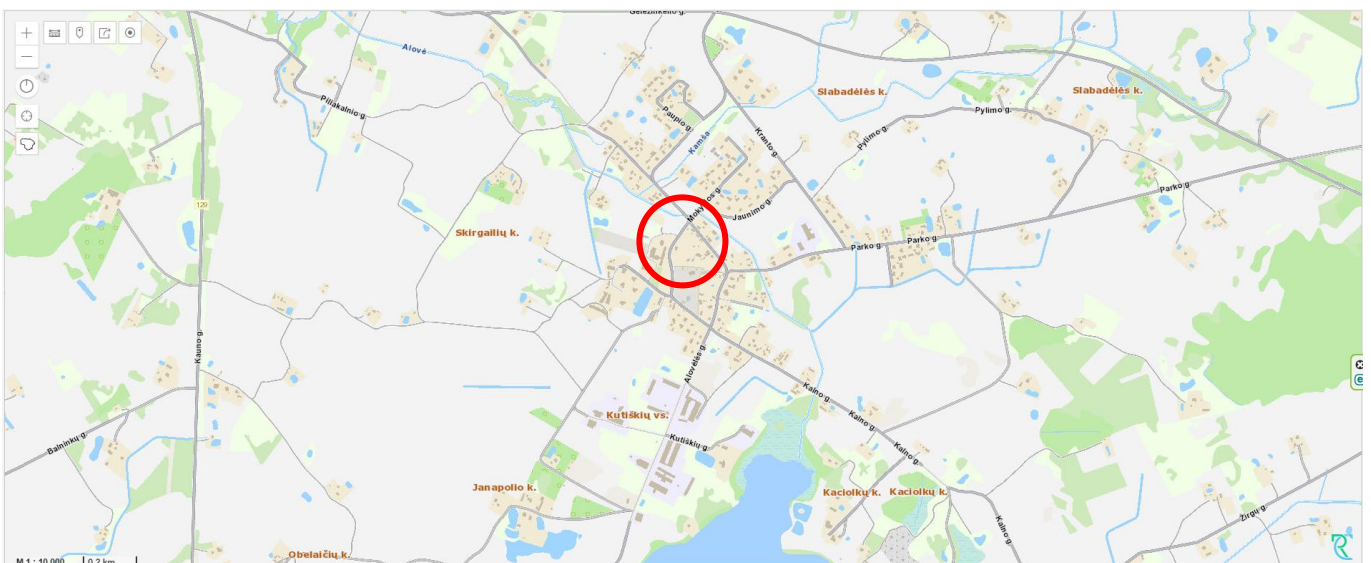 Geležinkelio g.
Alovė
Piliakalnio g.
Paupio g.
Kamša
Kranto g.
Slabadėlės k.
Slabadėlės k.
Pylimo g.
Pylimo g.
129
Mokyklos g.
Jaunimo g.
Parko g.
Skirgailių k.
Parko g.
Parko g.
Kauno g.
Alovėlės g.
Kalno g.
Kalno g.
Kutiškių vs.
Kutiškių g.
Kalno g.
Balninkų g.
Janapolio k.
Kaciolkų k.
Kaciolkų k.
Kalno g.
Žirgų g.
Obelaičių k.
M 1 : 10 000
0.2 km